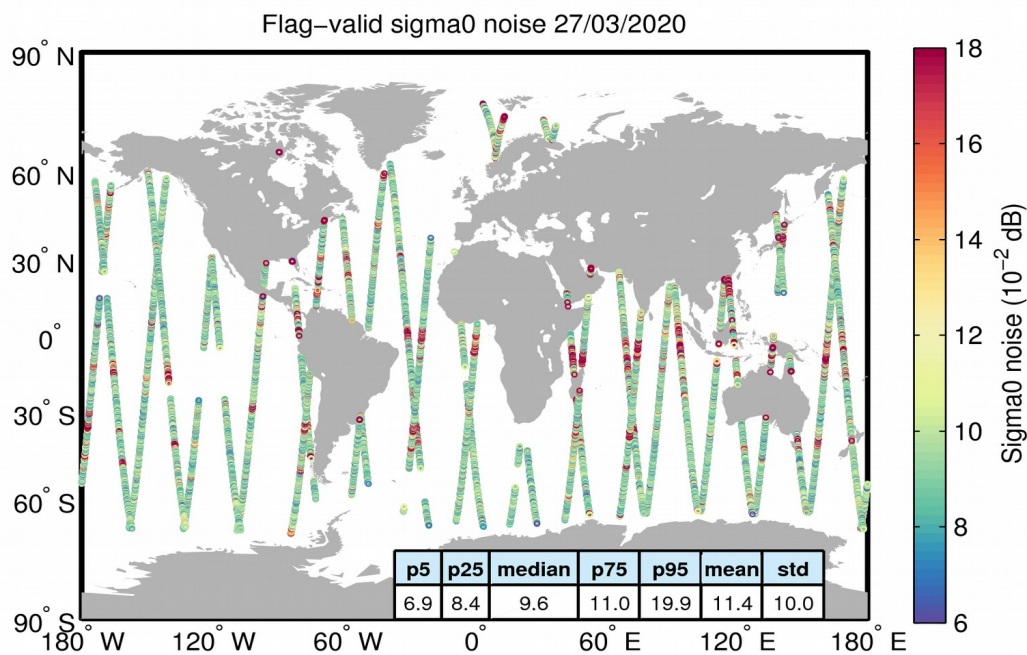 Flag−valid sigma0 noise 27/03/2020
90° N
60° N
30° N
0°
30° S
60° S
90° S
180° W
120° W
60° W
0°
60° E
120° E
180° E
p5 p25 median p75 p95 mean std
6.9 8.4 9.6 11.0 19.9 11.4 10.0
18
16
14
12
10
8
6
Sigma0 noise (10⁻² dB)